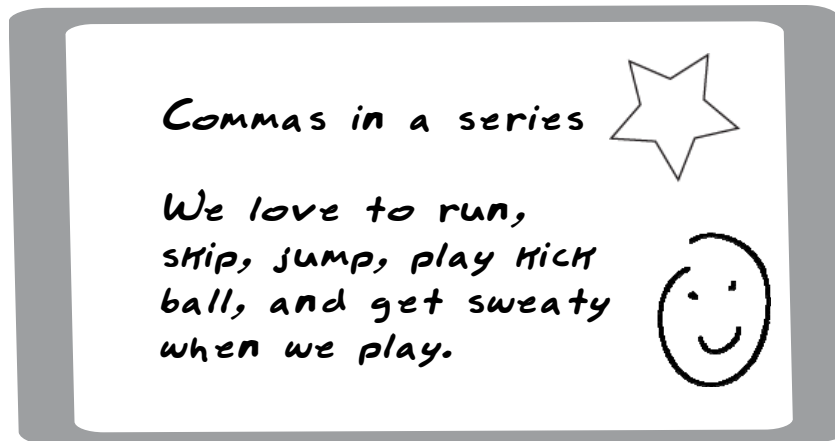 Commas in a series
We love to run,
skip, jump, play kick
ball, and get sweaty
when we play.